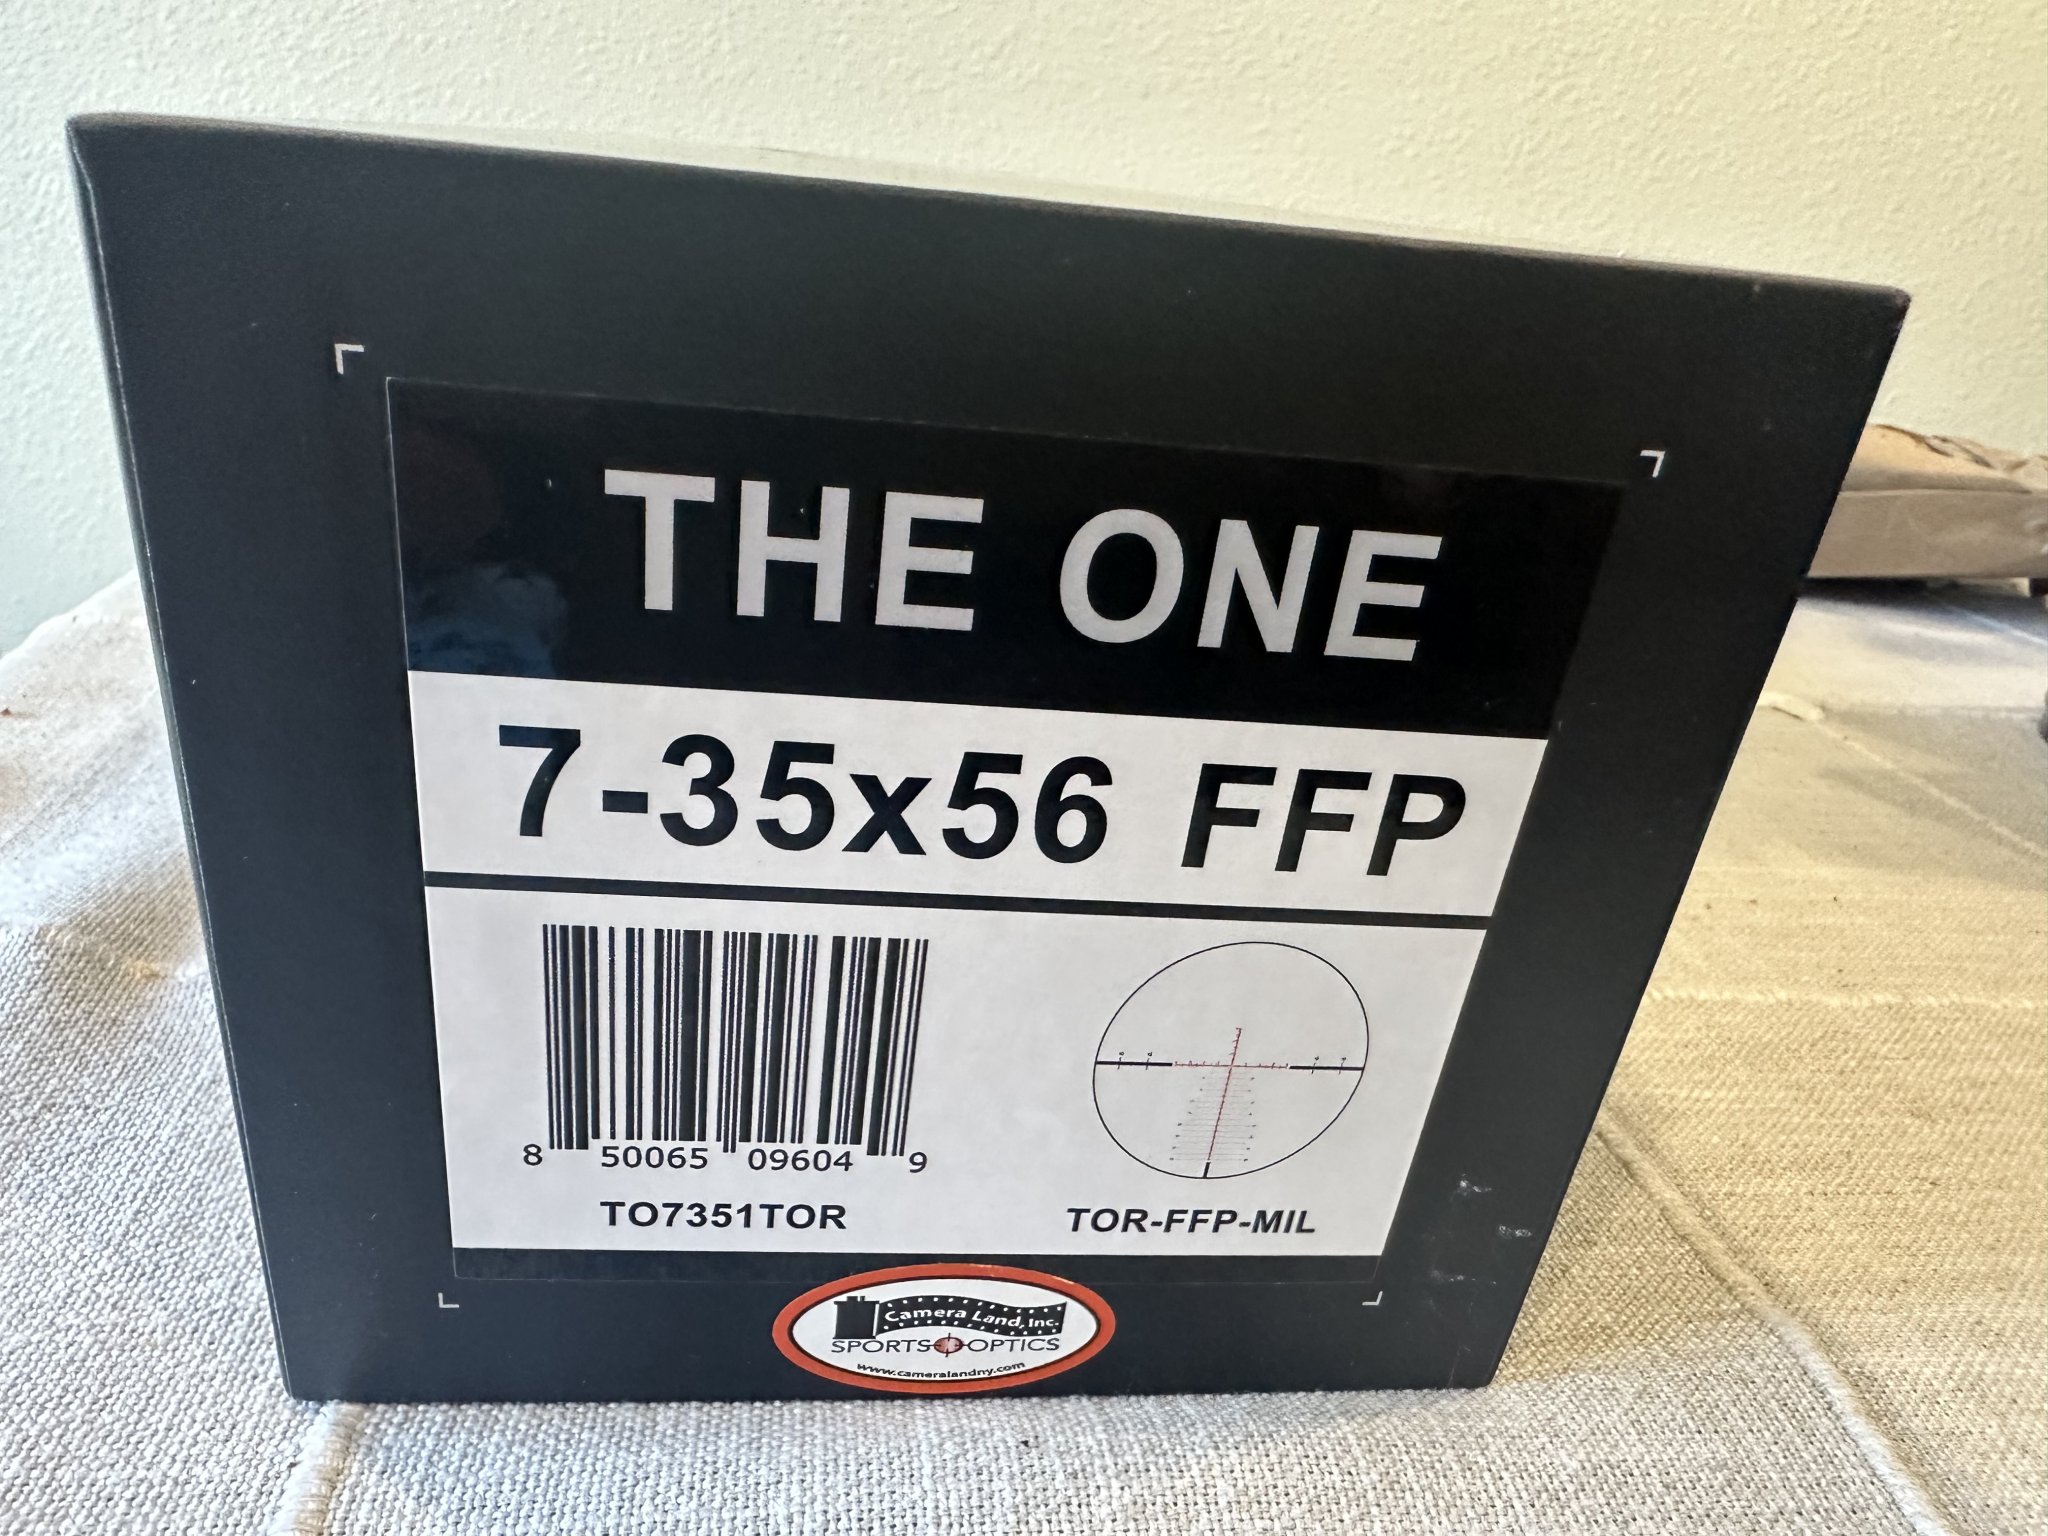 THE ONE
7-35x56 FFP
8 50065 09604 9
TO7351TOR
TOR-FFP-MIL
Camera Land, Inc.
SPORTS OPTICS
www.cameralandny.com